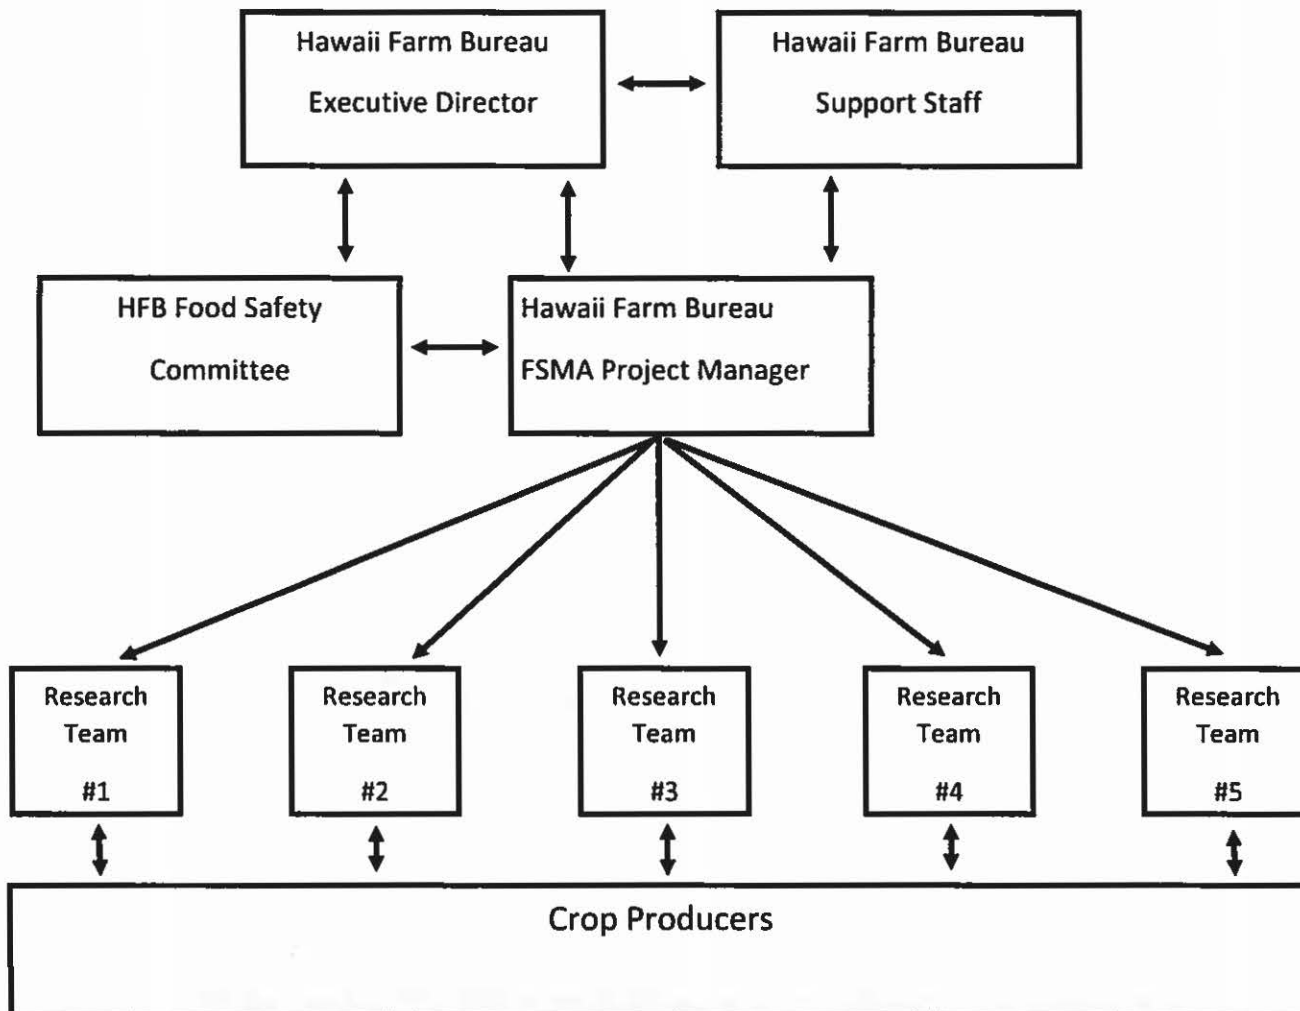 Hawaii Farm Bureau
Executive Director
Hawaii Farm Bureau
Support Staff
HFB Food Safety
Committee
Hawaii Farm Bureau
FSMA Project Manager
Research
Team
#1
Research
Team
#2
Research
Team
#3
Research
Team
#4
Research
Team
#5
Crop Producers